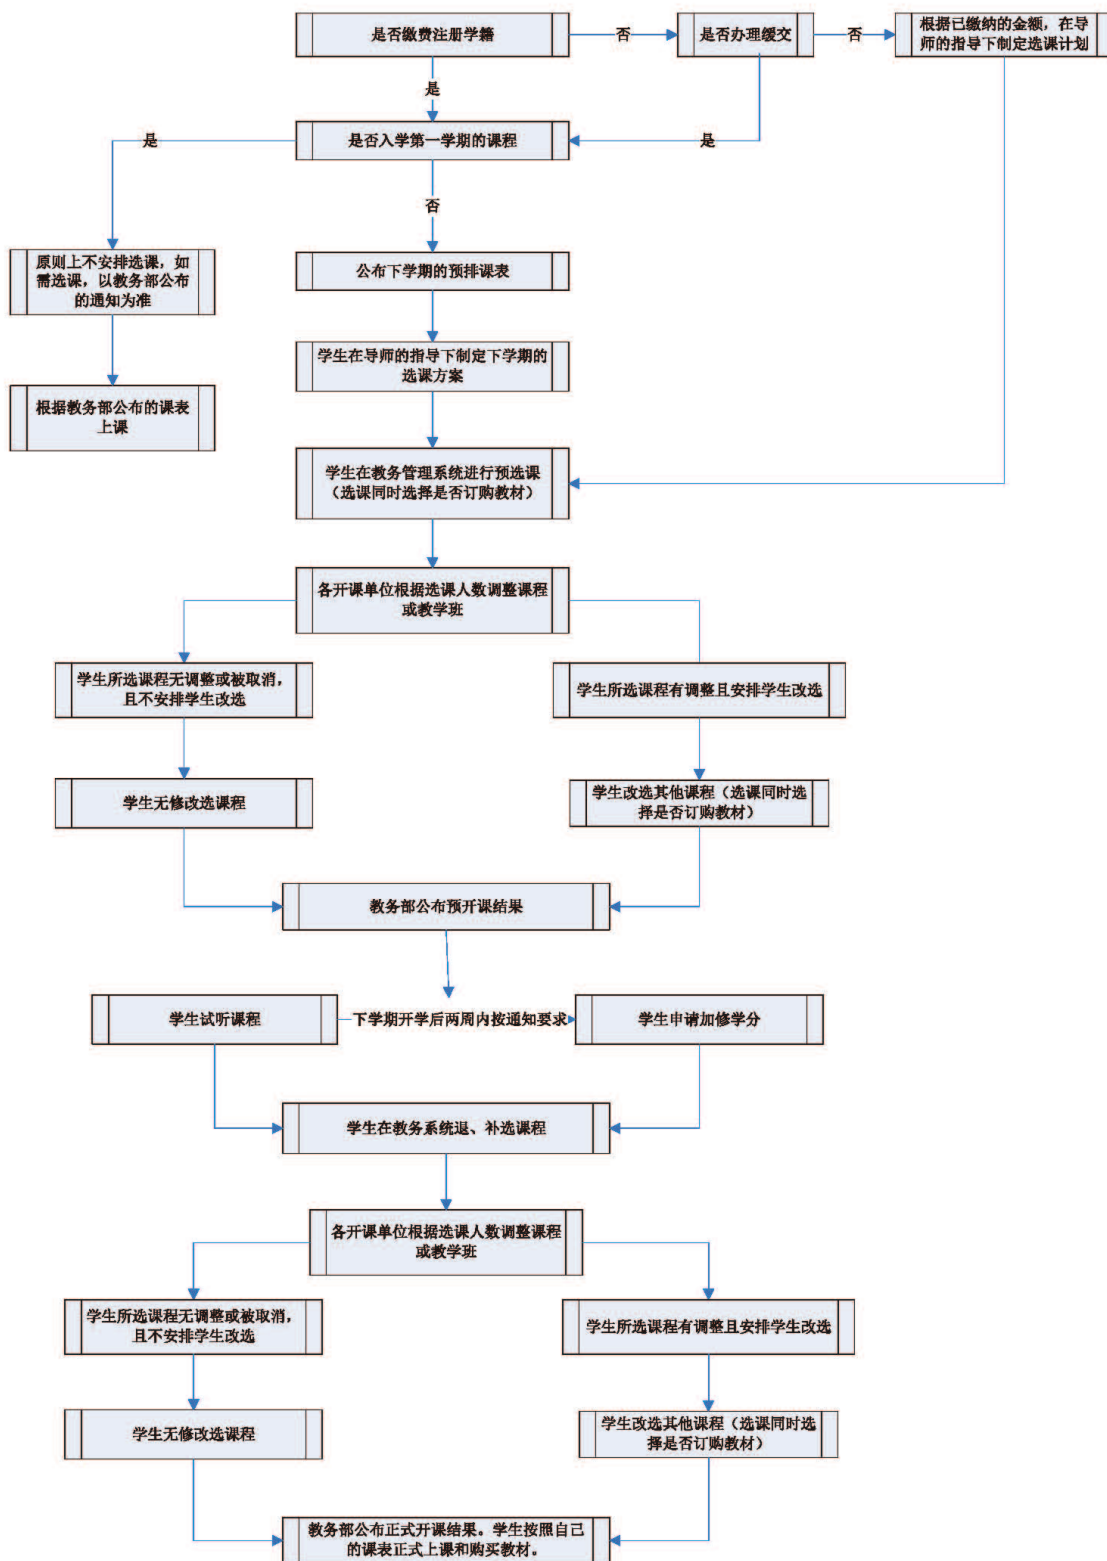 是否缴费注册学籍
否
是否办理缓交
否
根据已缴纳的金额，在导
师的指导下制定选课计划
是
是
是否入学第一学期的课程
是
否
原则上不安排选课，如
需选课，以教务部公布
的通知为准
公布下学期的预排课表
学生在导师的指导下制定下学期的
选课方案
根据教务部公布的课表
上课
学生在教务管理系统进行预选课
（选课同时选择是否订购教材）
各开课单位根据选课人数调整课程
或教学班
学生所选课程无调整或被取消，
且不安排学生改选
学生所选课程有调整且安排学生改选
学生无修改选课程
学生改选其他课程（选课同时选
择是否订购教材）
教务部公布预开课结果
学生试听课程
下学期开学后两周内按通知要求
学生申请加修学分
学生在教务系统退、补选课程
各开课单位根据选课人数调整课程
或教学班
学生所选课程无调整或被取消，
且不安排学生改选
学生所选课程有调整且安排学生改选
学生无修改选课程
学生改选其他课程（选课同时选
择是否订购教材）
教务部公布正式开课结果。学生按照自己
的课表正式上课和购买教材。